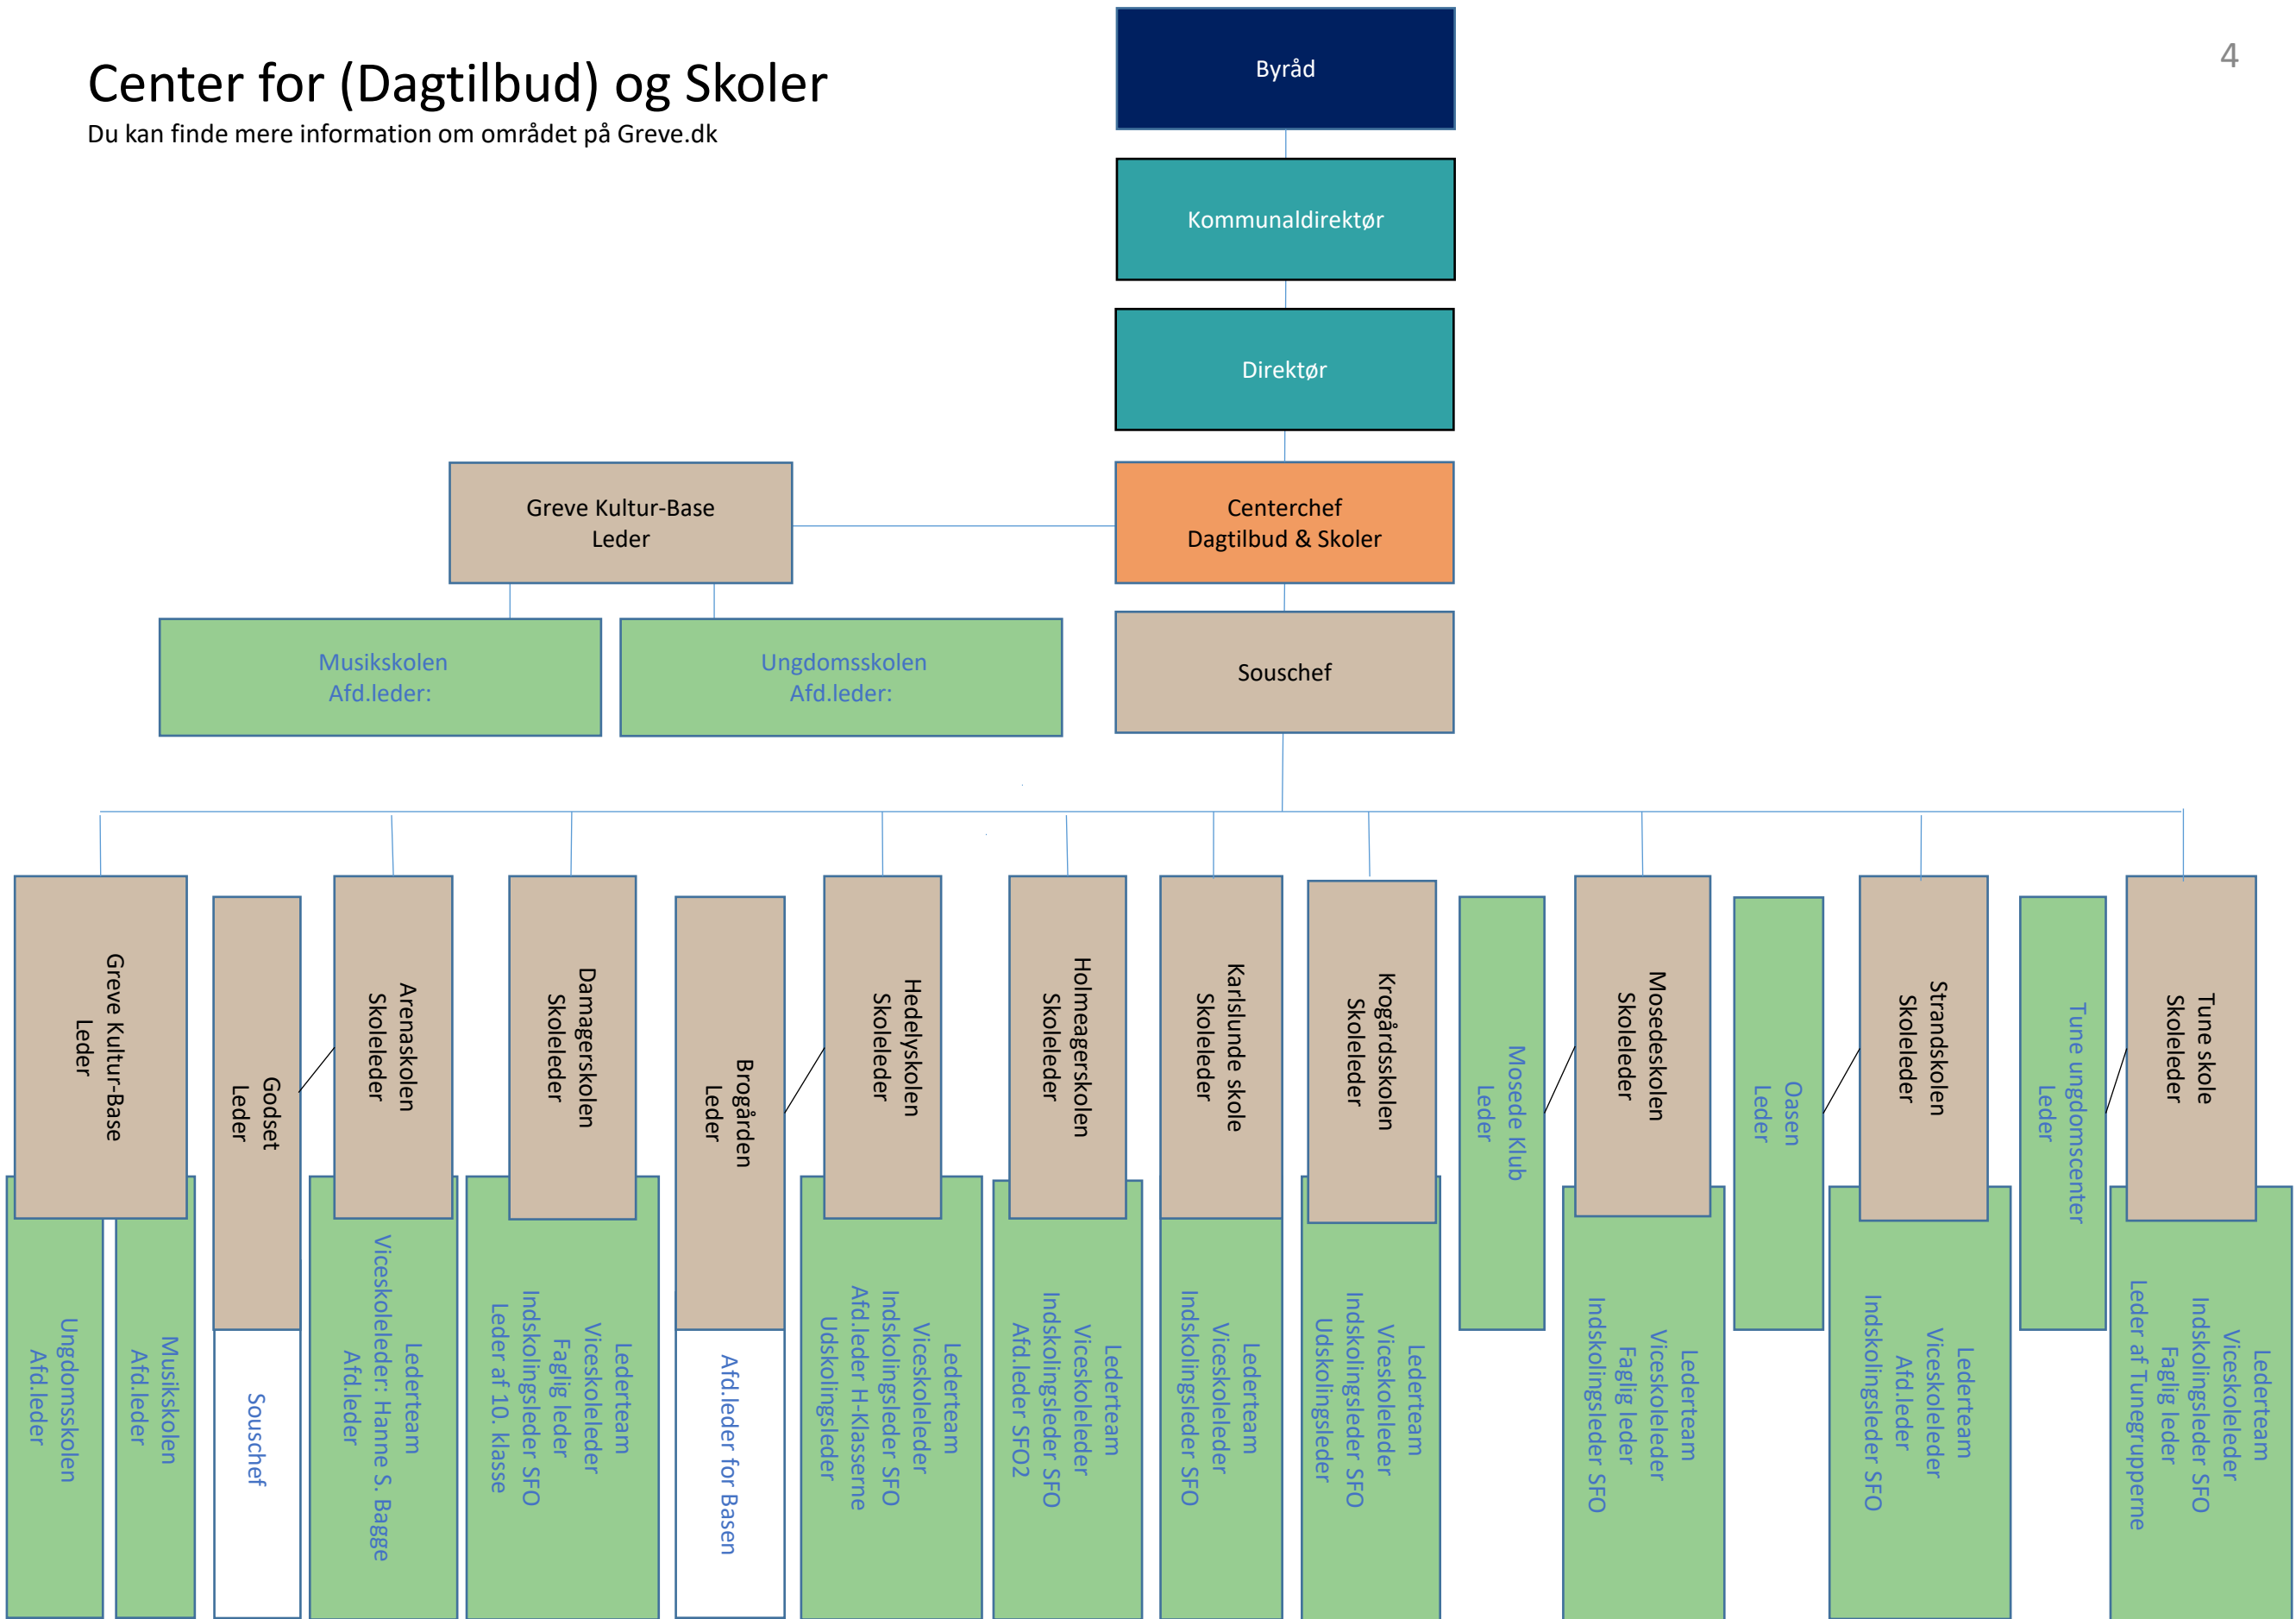 4
Center for (Dagtilbud) og Skoler
Du kan finde mere information om området på Greve.dk
Byråd
Kommunaldirektør
Direktør
Greve Kultur-Base
Leder
Centerchef
Dagtilbud & Skoler
Musikskolen
Afd.leder:
Ungdomsskolen
Afd.leder:
Souschef
Greve Kultur-Base
Leder
Ungdomsskolen
Afd.leder
Musikskolen
Afd.leder
Godset
Leder
Souschef
Arenaskolen
Skoleleder
Lederteam
Viceskoleleder: Hanne S. Bagge
Afd.leder
Damagerskolen
Skoleleder
Lederteam
Viceskoleleder
Faglig leder
Indskolingsleder SFO
Leder af 10. klasse
Brogården
Leder
Afd.leder for Basen
Hedelyskolen
Skoleleder
Lederteam
Viceskoleleder
Indskolingsleder SFO
Afd.leder H-Klasserne
Udskolingsleder
Holmeagerskolen
Skoleleder
Lederteam
Viceskoleleder
Indskolingsleder SFO
Afd.leder SFO2
Karlslunde skole
Skoleleder
Lederteam
Viceskoleleder
Indskolingsleder SFO
Krogårdsskolen
Skoleleder
Lederteam
Viceskoleleder
Indskolingsleder SFO
Udskolingsleder
Mosede Klub
Leder
Mosedeskolen
Skoleleder
Lederteam
Viceskoleleder
Faglig leder
Indskolingsleder SFO
Oasen
Leder
Strandskolen
Skoleleder
Lederteam
Viceskoleleder
Afd.leder
Indskolingsleder SFO
Tune ungdomscenter
Leder
Tune skole
Skoleleder
Lederteam
Viceskoleleder
Indskolingsleder SFO
Faglig leder
Leder af Tunegrupperne